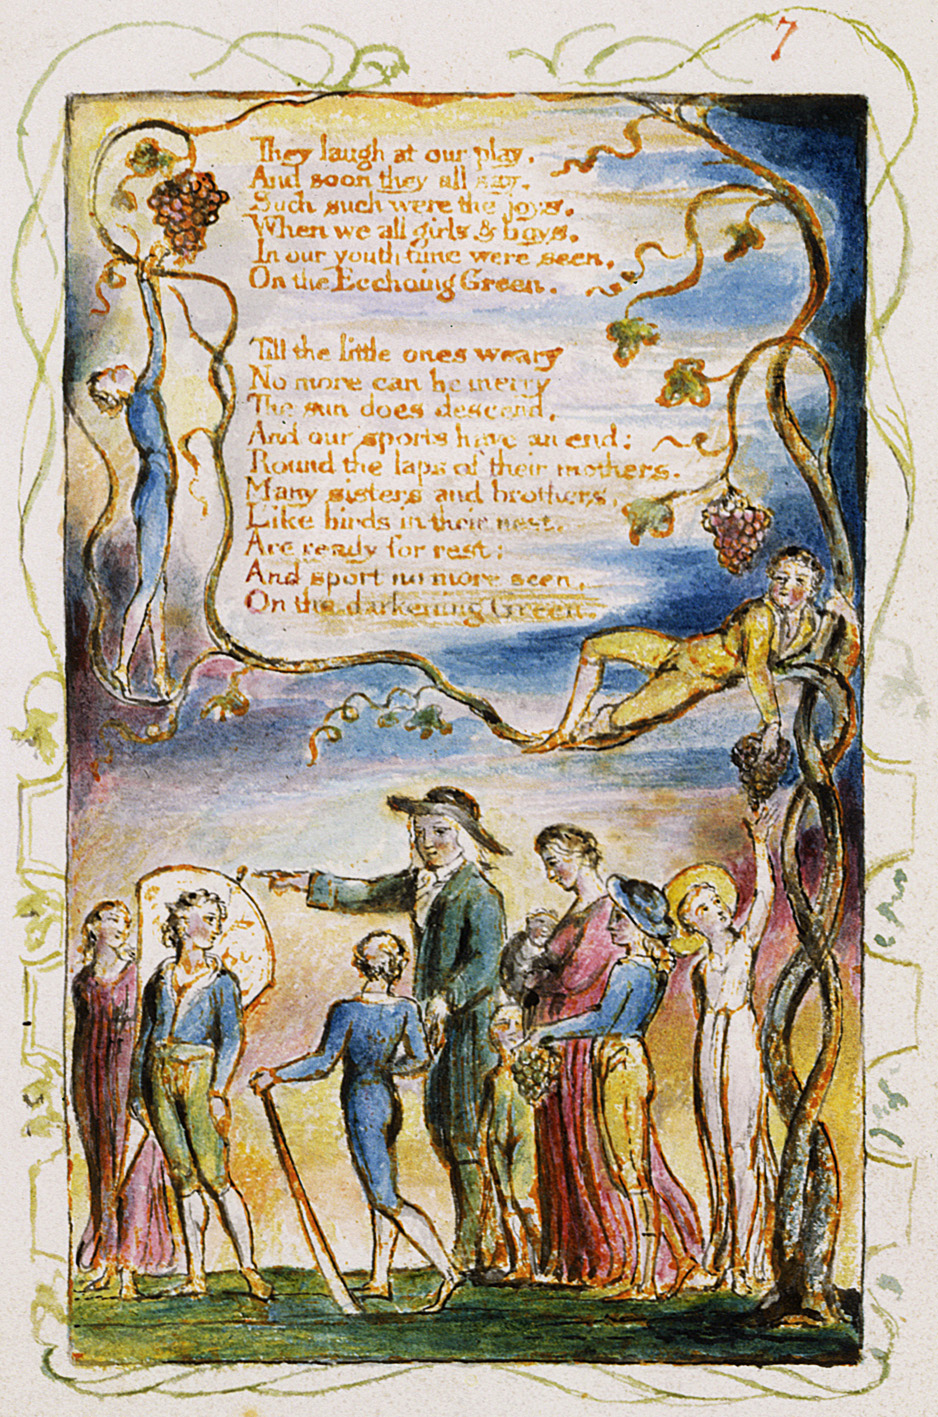 7
They laugh at our play,
And soon they all say.
Such such were the joys.
When we all girls & boys,
In our youth time were seen,
On the Ecchoing Green.
Till the little ones weary
No more can be merry
The sun does descend,
And our sports have an end:
Round the laps of their mothers,
Many sisters and brothers,
Like birds in their nest,
Are ready for rest:
And sport no more seen,
On the darkening Green.